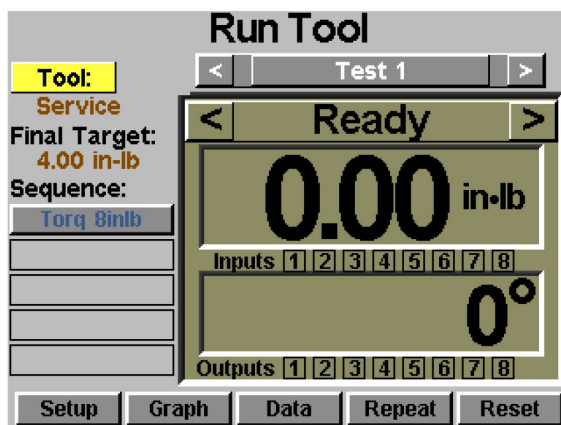 Run Tool
< Test 1 >
Tool:
Service
Final Target:
4.00 in-lb
Sequence:
Torq 8inlb
< Ready >
0.00 in•lb
Inputs 1 2 3 4 5 6 7 8
0°
Outputs 1 2 3 4 5 6 7 8
Setup Graph Data Repeat Reset